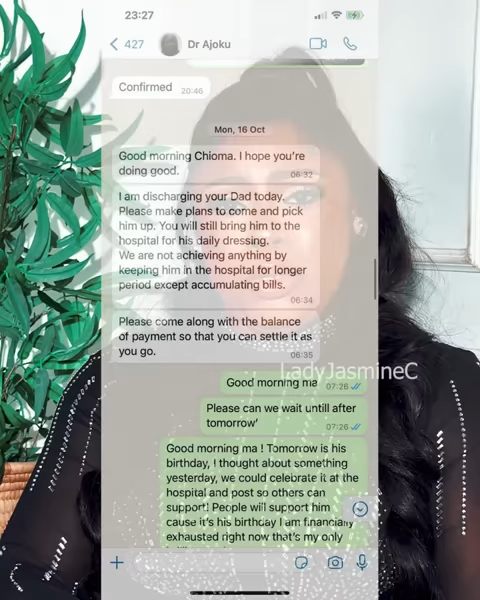 23:27
427
Dr Ajoku
Confirmed 20:46
Mon, 16 Oct
Good morning Chioma. I hope you're
doing good. 06:32
I am discharging your Dad today.
Please make plans to come and pick
him up. You will still bring him to the
hospital for his daily dressing.
We are not achieving anything by
keeping him in the hospital for longer
period except accumulating bills.
06:34
Please come along with the balance
of payment so that you can settle it as
you go. 06:35
LadyJasmineC
Good morning ma 07:26
Please can we wait untill after
tomorrow' 07:26
Good morning ma ! Tomorrow is his
birthday, I thought about something
yesterday, we could celebrate it at the
hospital and post so others can
support! People will support him
cause it's his birthday I am financially
exhausted right now that's my only